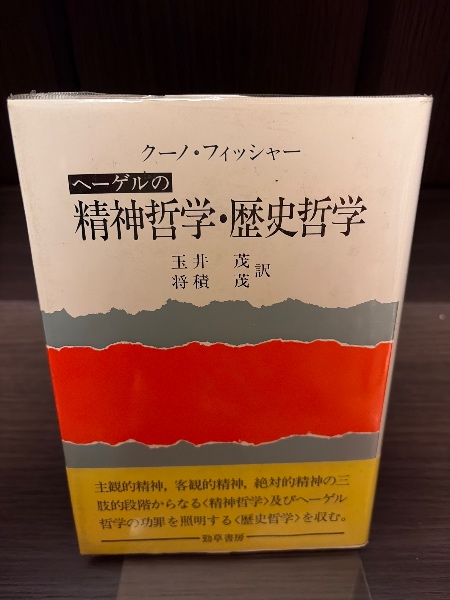 クーノ・フィッシャー
ヘーゲルの
精神哲学・歴史哲学
玉井 茂
将積 茂 訳
主観的精神，客観的精神，絶対的精神の三
肢的段階からなる〈精神哲学〉及びヘーゲル
哲学の功罪を照明する〈歴史哲学〉を収む。
勁草書房